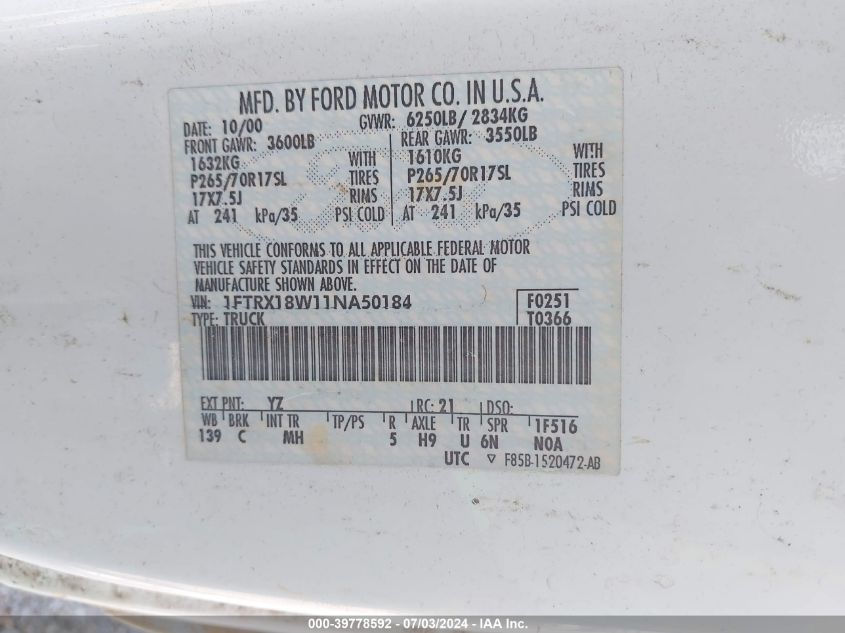 MFD. BY FORD MOTOR CO. IN U.S.A.
DATE: 10/00 GVWR: 6250LB/ 2834KG
FRONT GAWR: 3600LB REAR GAWR: 3550LB
1632KG WITH 1610KG WITH
P265/70R17SL TIRES P265/70R17SL TIRES
17X7.5J RIMS 17X7.5J RIMS
AT 241 kPa/35 PSI COLD AT 241 kPa/35 PSI COLD
THIS VEHICLE CONFORMS TO ALL APPLICABLE FEDERAL MOTOR
VEHICLE SAFETY STANDARDS IN EFFECT ON THE DATE OF
MANUFACTURE SHOWN ABOVE.
VIN: 1FTRX18W11NA50184 F0251
TYPE: TRUCK T0366
EXT PNT: YZ RC: 21 DSO:
WB BRK INT TR TP/PS R AXLE TR SPR 1F516
139 C MH 5 H9 U 6N N0A
UTC ▽ F85B-1520472-AB
000-39778592 - 07/03/2024 - IAA Inc.